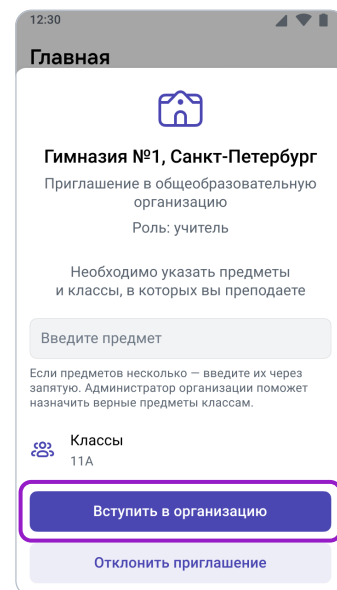 12:30
Главная
Гимназия №1, Санкт-Петербург
Приглашение в общеобразовательную
организацию
Роль: учитель
Необходимо указать предметы
и классы, в которых вы преподаете
Введите предмет
Если предметов несколько — введите их через
запятую. Администратор организации поможет
назначить верные предметы классам.
Классы
11А
Вступить в организацию
Отклонить приглашение